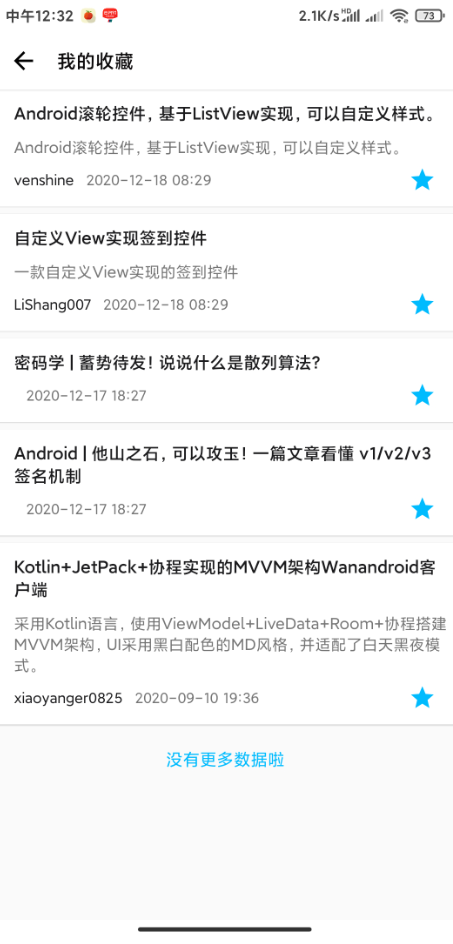 中午12:32
2.1K/s HD 73
我的收藏
Android滚轮控件，基于ListView实现，可以自定义样式。
Android滚轮控件，基于ListView实现，可以自定义样式。
venshine 2020-12-18 08:29
自定义View实现签到控件
一款自定义View实现的签到控件
LiShang007 2020-12-18 08:29
密码学 | 蓄势待发！说说什么是散列算法？
2020-12-17 18:27
Android | 他山之石，可以攻玉！一篇文章看懂 v1/v2/v3
签名机制
2020-12-17 18:27
Kotlin+JetPack+协程实现的MVVM架构Wanandroid客
户端
采用Kotlin语言，使用ViewModel+LiveData+Room+协程搭建
MVVM架构，UI采用黑白配色的MD风格，并适配了白天黑夜模
式。
xiaoyanger0825 2020-09-10 19:36
没有更多数据啦